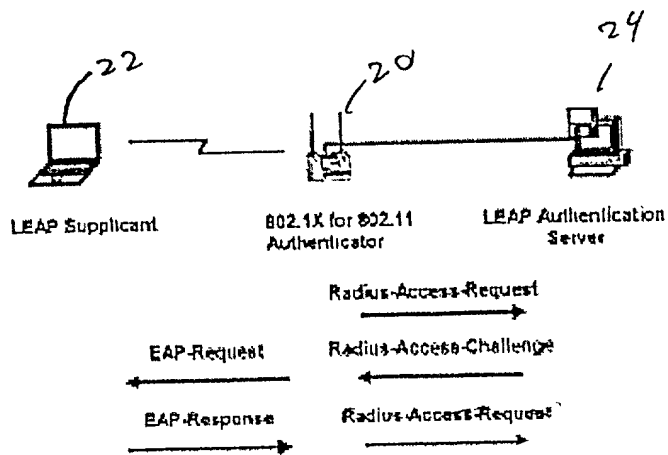 22
20
24
LEAP Supplicant
802.1X for 802.11
Authenticator
LEAP Authentication
Server
Radius-Access-Request
EAP-Request
Radius-Access-Challenge
EAP-Response
Radius-Access-Request